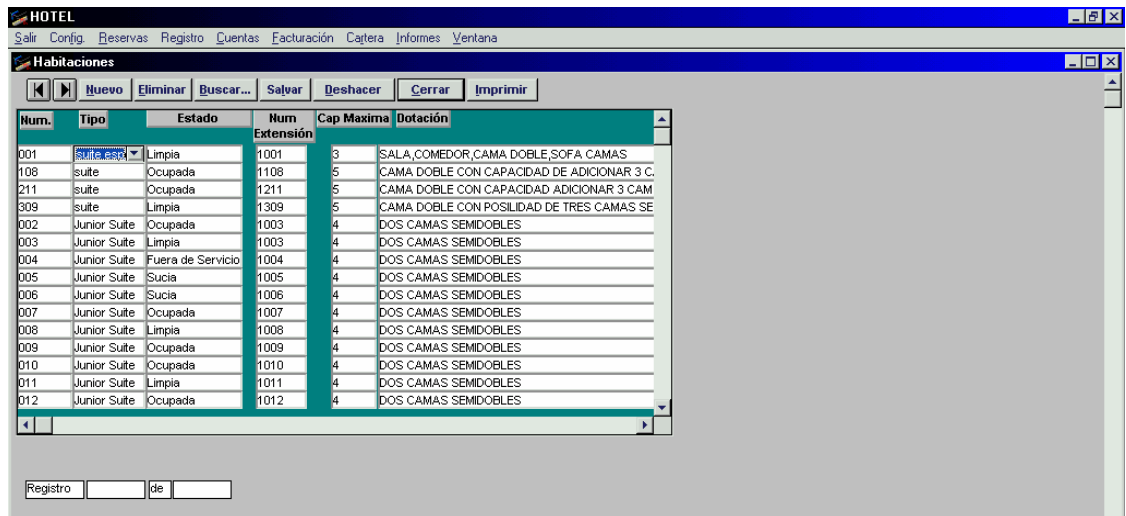 HOTEL
Salir Config. Reservas Registro Cuentas Facturación Cartera Informes Ventana
Habitaciones
Nuevo Eliminar Buscar... Salvar Deshacer Cerrar Imprimir
Num. Tipo Estado Num Extensión Cap Maxima Dotación
001 suite esp Limpia 1001 3 SALA,COMEDOR,CAMA DOBLE,SOFA CAMAS
108 suite Ocupada 1108 5 CAMA DOBLE CON CAPACIDAD DE ADICIONAR 3 C
211 suite Ocupada 1211 5 CAMA DOBLE CON CAPACIDAD ADICIONAR 3 CAM
309 suite Limpia 1309 5 CAMA DOBLE CON POSILIDAD DE TRES CAMAS SE
002 Junior Suite Ocupada 1003 4 DOS CAMAS SEMIDOBLES
003 Junior Suite Limpia 1003 4 DOS CAMAS SEMIDOBLES
004 Junior Suite Fuera de Servicio 1004 4 DOS CAMAS SEMIDOBLES
005 Junior Suite Sucia 1005 4 DOS CAMAS SEMIDOBLES
006 Junior Suite Sucia 1006 4 DOS CAMAS SEMIDOBLES
007 Junior Suite Ocupada 1007 4 DOS CAMAS SEMIDOBLES
008 Junior Suite Limpia 1008 4 DOS CAMAS SEMIDOBLES
009 Junior Suite Ocupada 1009 4 DOS CAMAS SEMIDOBLES
010 Junior Suite Ocupada 1010 4 DOS CAMAS SEMIDOBLES
011 Junior Suite Limpia 1011 4 DOS CAMAS SEMIDOBLES
012 Junior Suite Ocupada 1012 4 DOS CAMAS SEMIDOBLES
Registro de